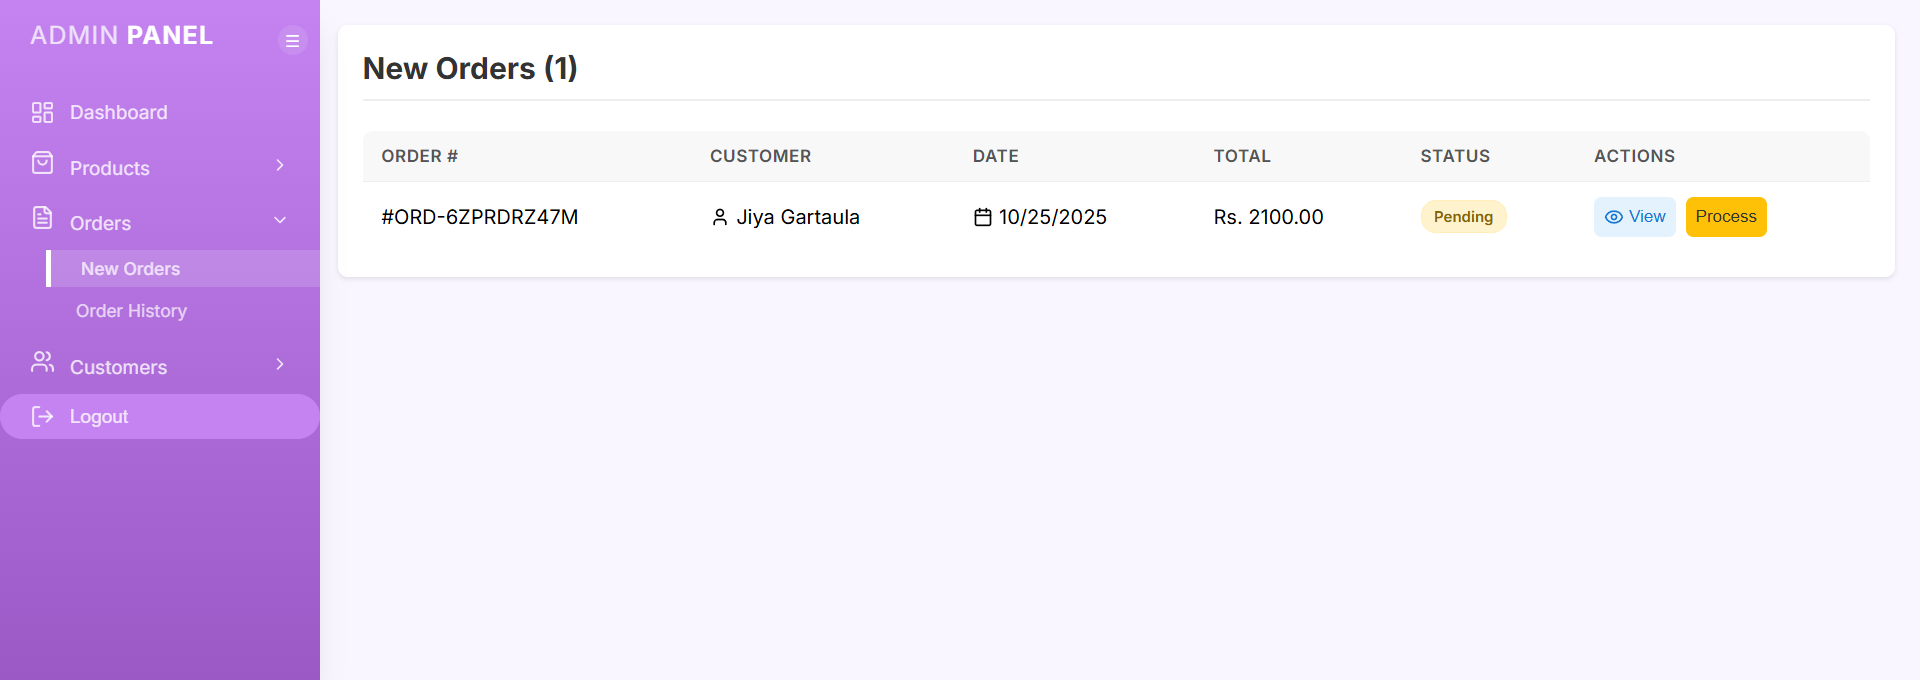 ADMIN PANEL
Dashboard
Products
Orders
New Orders
Order History
Customers
Logout
New Orders (1)
ORDER # CUSTOMER DATE TOTAL STATUS ACTIONS
#ORD-6ZPRDRZ47M Jiya Gartaula 10/25/2025 Rs. 2100.00 Pending View Process